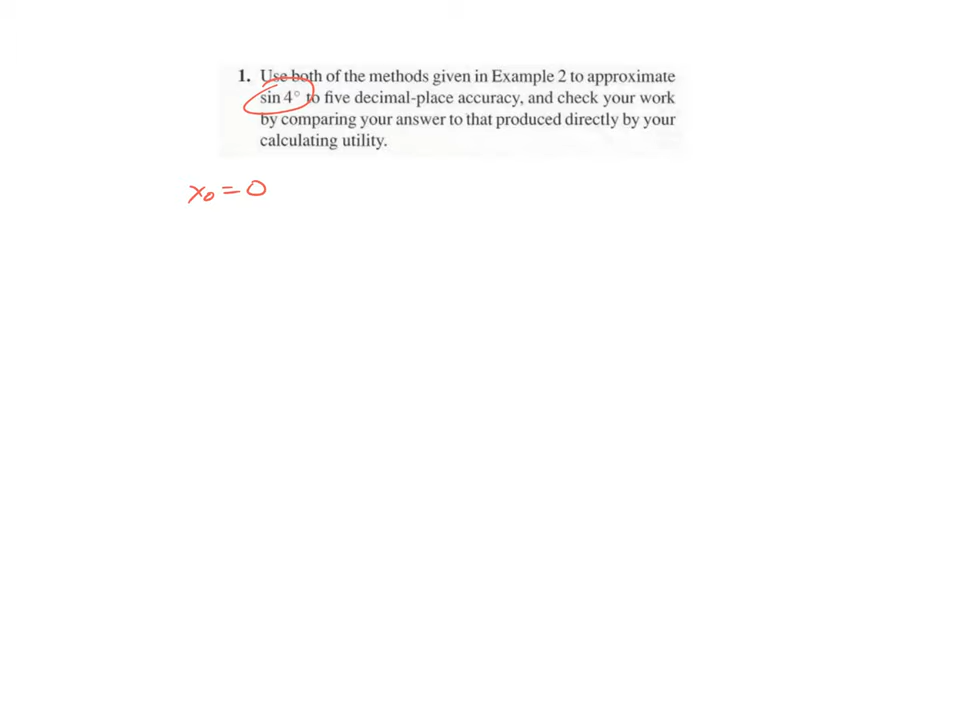 1. Use both of the methods given in Example 2 to approximate
sin 4° to five decimal-place accuracy, and check your work
by comparing your answer to that produced directly by your
calculating utility.
x₀ = 0